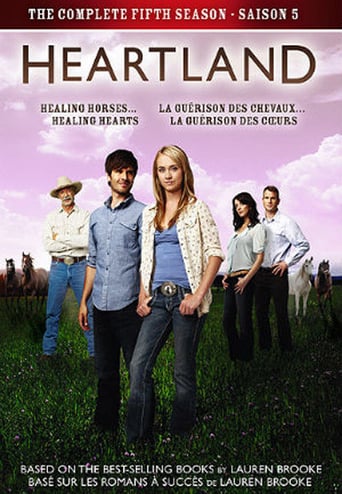 THE COMPLETE FIFTH SEASON - SAISON 5
HEARTLAND
HEALING HORSES...
HEALING HEARTS
LA GUÉRISON DES CHEVAUX...
LA GUÉRISON DES CŒURS
BASED ON THE BEST-SELLING BOOKS BY LAUREN BROOKE
BASÉ SUR LES ROMANS À SUCCÈS DE LAUREN BROOKE